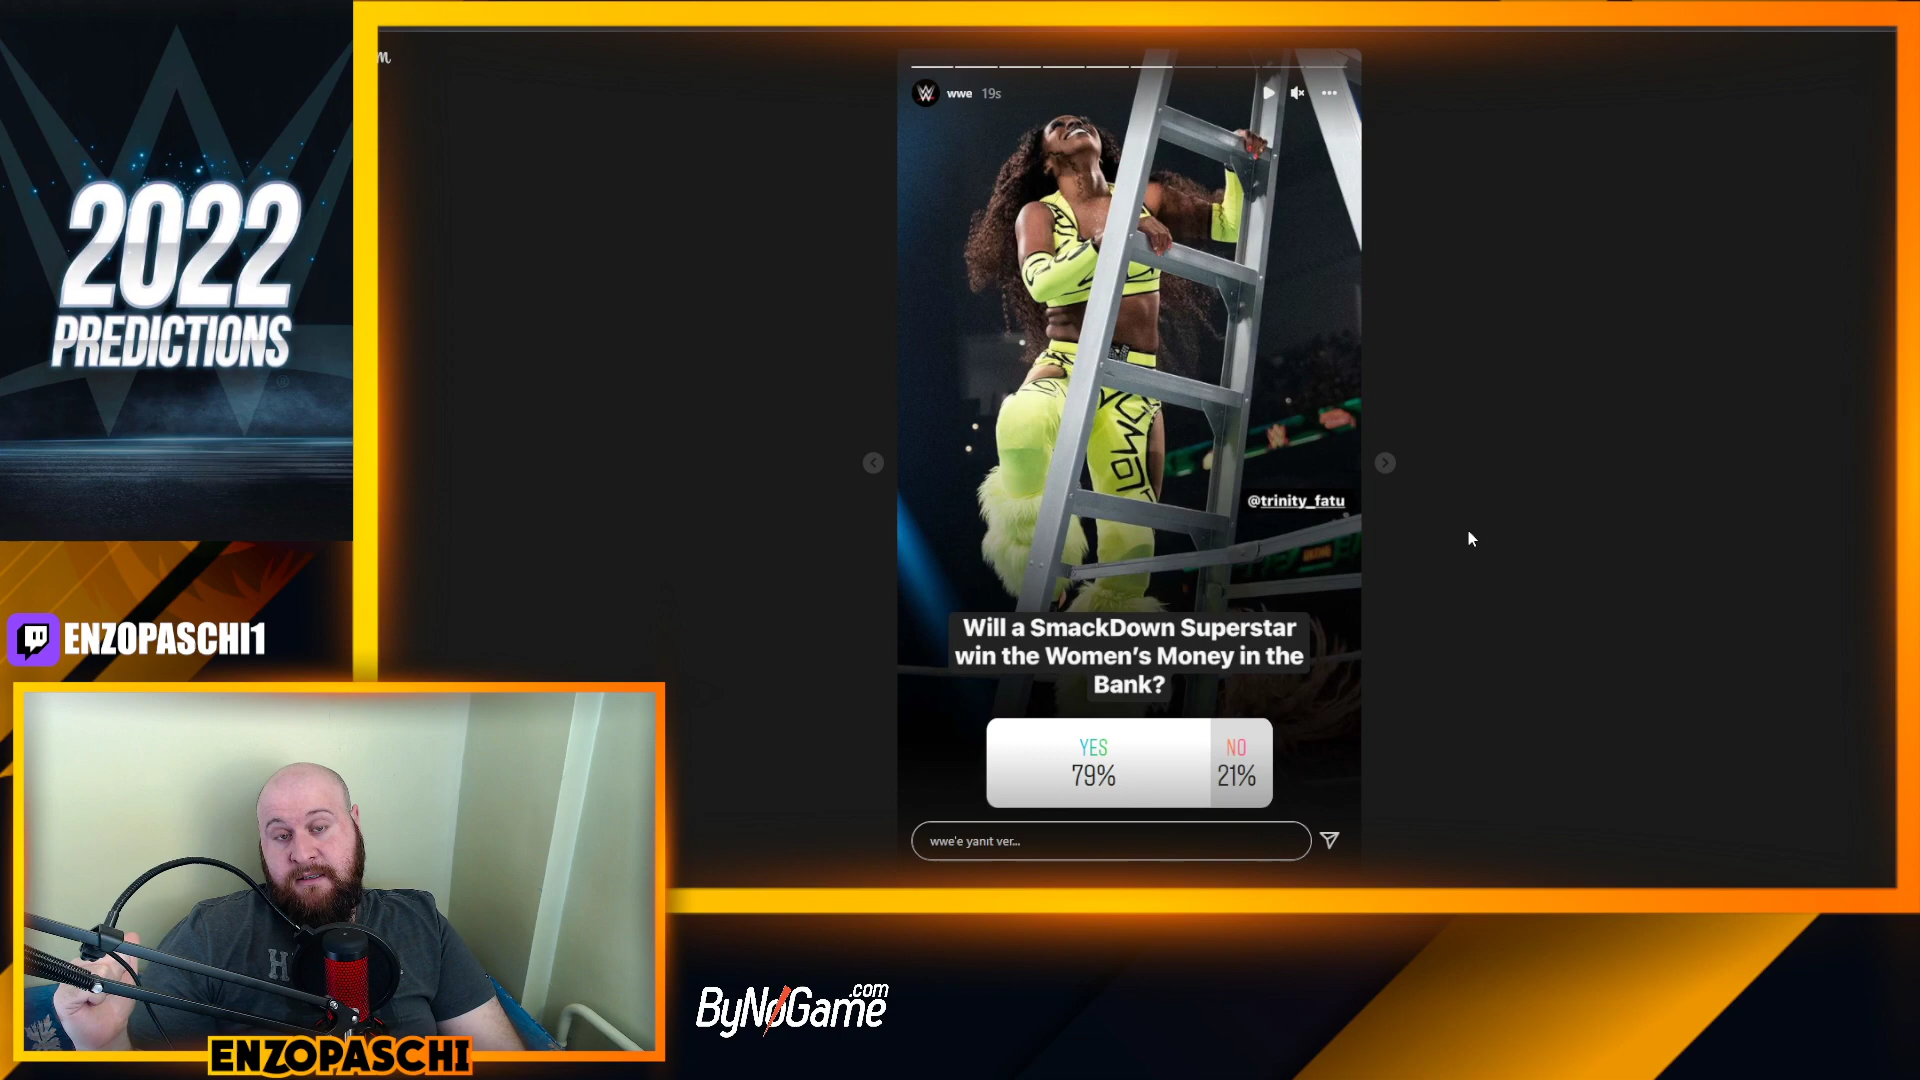 2022
PREDICTIONS
ENZOPASCHI1
m
wwe 19s
@trinity_fatu
LOWC
Will a SmackDown Superstar
win the Women's Money in the
Bank?
YES
79%
NO
21%
wwe'e yanıt ver...
H
ENZOPASCHI
ByNoGame
.com